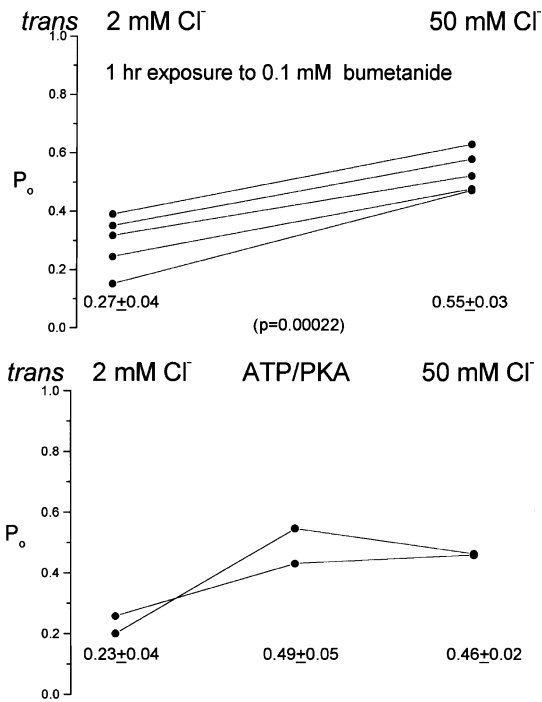 trans 2 mM Cl⁻ 50 mM Cl⁻
1.0
1 hr exposure to 0.1 mM bumetanide
0.8
0.6
Po
0.4
0.2
0.27±0.04 0.55±0.03
0.0
(p=0.00022)
trans 2 mM Cl⁻ ATP/PKA 50 mM Cl⁻
1.0
0.8
0.6
Po
0.4
0.2
0.23±0.04 0.49±0.05 0.46±0.02
0.0